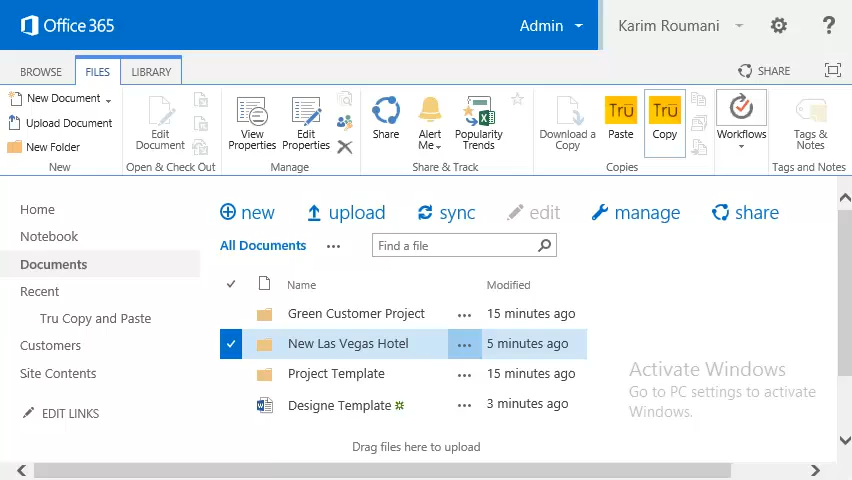 Office 365
Admin
Karim Roumani
?
BROWSE
FILES
LIBRARY
SHARE
New Document
Upload Document
New Folder
New
Edit
Document
Open & Check Out
View
Properties
Edit
Properties
Manage
Share
Alert
Me
Popularity
Trends
Share & Track
Download a
Copy
Trū
Paste
Trū
Copy
Copies
Workflows
Tags &
Notes
Tags and Notes
Home
Notebook
Documents
Recent
Tru Copy and Paste
Customers
Site Contents
EDIT LINKS
new
upload
sync
edit
manage
share
All Documents
Find a file
Name
Modified
Green Customer Project
15 minutes ago
New Las Vegas Hotel
5 minutes ago
Project Template
15 minutes ago
Designe Template
3 minutes ago
Drag files here to upload
Activate Windows
Go to PC settings to activate
Windows.